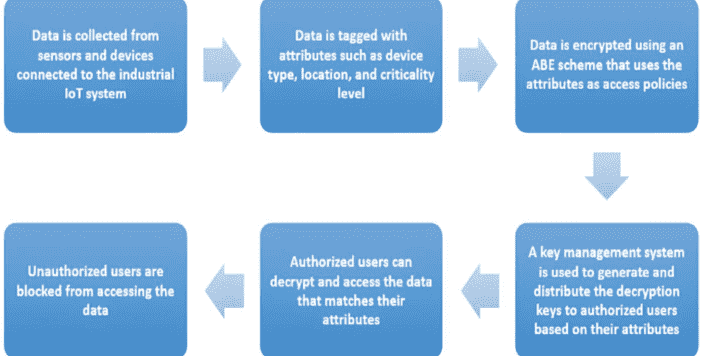 Data is collected from
sensors and devices
connected to the industrial
IoT system
Data is tagged with
attributes such as device
type, location, and criticality
level
Data is encrypted using an
ABE scheme that uses the
attributes as access policies
A key management system
is used to generate and
distribute the decryption
keys to authorized users
based on their attributes
Authorized users can
decrypt and access the data
that matches their
attributes
Unauthorized users are
blocked from accessing the
data